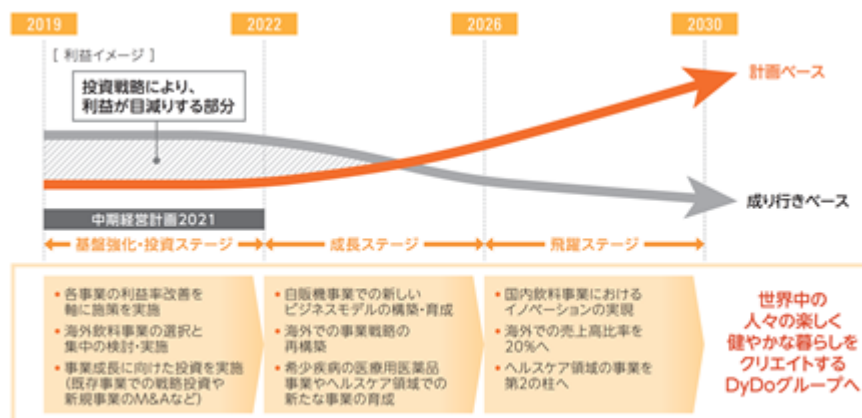 2019
2022
2026
2030
[ 利益イメージ ]
投資戦略により、
利益が目減りする部分
計画ベース
成り行きベース
中期経営計画2021
基盤強化・投資ステージ
成長ステージ
飛躍ステージ
• 各事業の利益率改善を
軸に施策を実施
• 海外飲料事業の選択と
集中の検討・実施
• 事業成長に向けた投資を実施
(既存事業での戦略投資や
新規事業のM&Aなど)
• 自販機事業での新しい
ビジネスモデルの構築・育成
• 海外での事業戦略の
再構築
• 希少疾病の医療用医薬品
事業やヘルスケア領域での
新たな事業の育成
• 国内飲料事業における
イノベーションの実現
• 海外での売上高比率を
20%へ
• ヘルスケア領域の事業を
第2の柱へ
世界中の
人々の楽しく
健やかな暮らしを
クリエイトする
DyDoグループへ